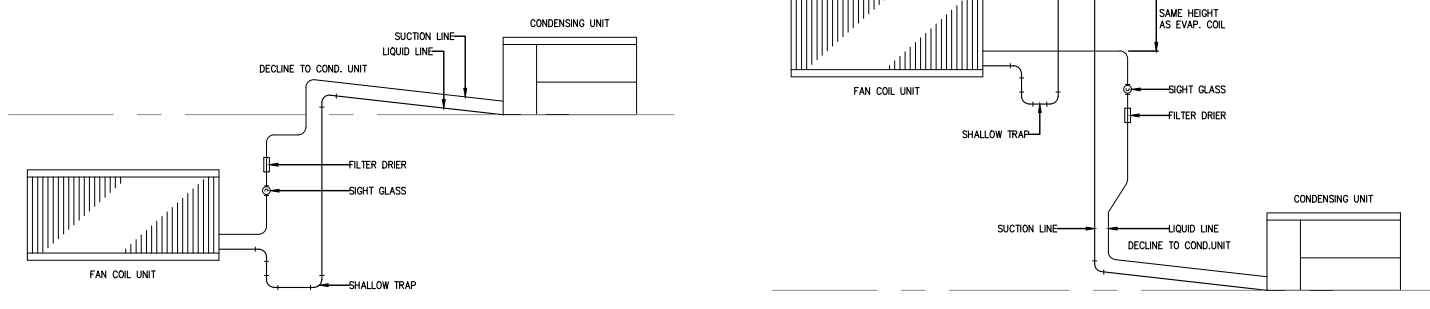 CONDENSING UNIT
SUCTION LINE
LIQUID LINE
DECLINE TO COND. UNIT
FILTER DRIER
SIGHT GLASS
FAN COIL UNIT
SHALLOW TRAP
SAME HEIGHT
AS EVAP. COIL
FAN COIL UNIT
SIGHT GLASS
FILTER DRIER
SHALLOW TRAP
CONDENSING UNIT
SUCTION LINE
LIQUID LINE
DECLINE TO COND.UNIT